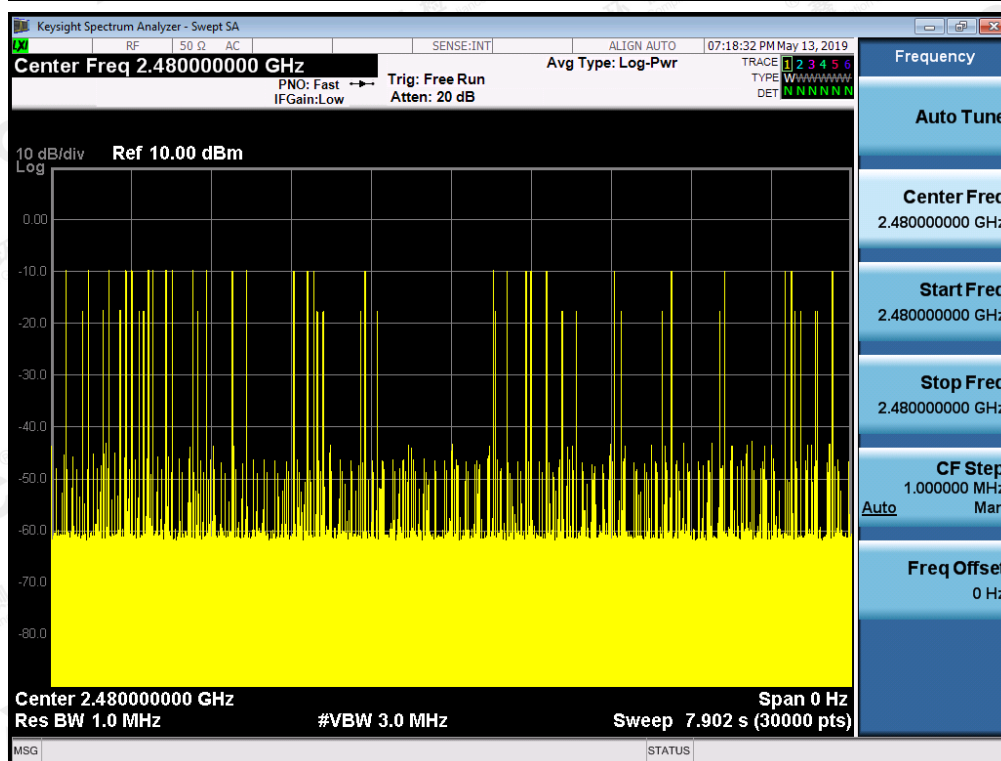 Keysight Spectrum Analyzer - Swept SA
LXI RF 50 Ω AC SENSE:INT ALIGN AUTO 07:18:32 PM May 13, 2019
Center Freq 2.480000000 GHz
PNO: Fast
IFGain:Low
Trig: Free Run
Atten: 20 dB
Avg Type: Log-Pwr
TRACE 1 2 3 4 5 6
TYPE WWWWWW
DET N N N N N N
10 dB/div
Log
Ref 10.00 dBm
0.00
-10.0
-20.0
-30.0
-40.0
-50.0
-60.0
-70.0
-80.0
Center 2.480000000 GHz
Res BW 1.0 MHz
#VBW 3.0 MHz
Span 0 Hz
Sweep 7.902 s (30000 pts)
MSG
STATUS
Frequency
Auto Tune
Center Freq
2.480000000 GHz
Start Freq
2.480000000 GHz
Stop Freq
2.480000000 GHz
CF Step
1.000000 MHz
Auto Man
Freq Offset
0 Hz